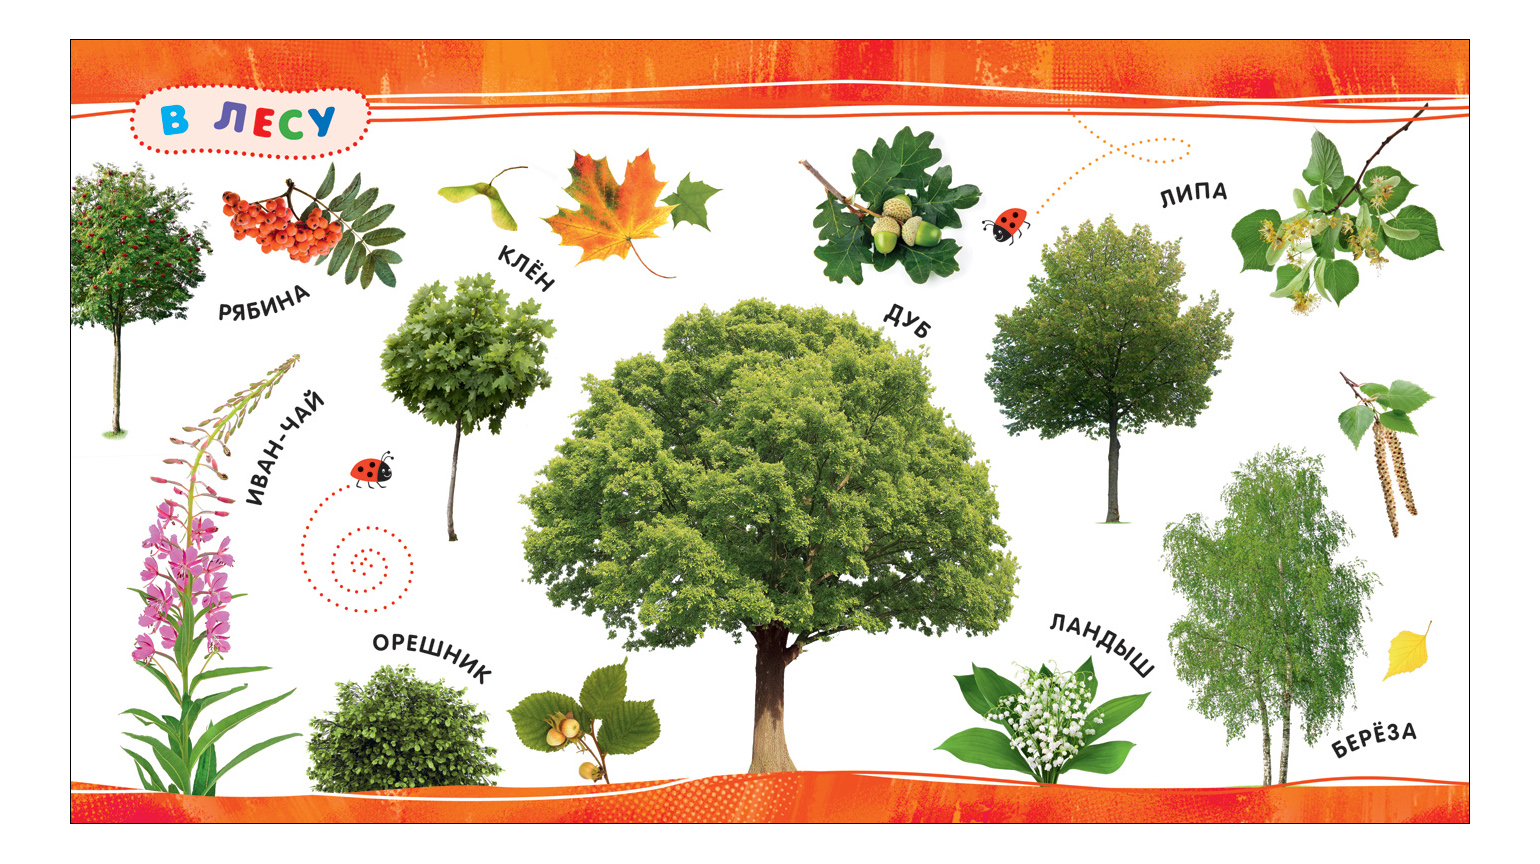 В ЛЕСУ
РЯБИНА
КЛЁН
ДУБ
ЛИПА
ИВАН-ЧАЙ
ОРЕШНИК
ЛАНДЫШ
БЕРЁЗА